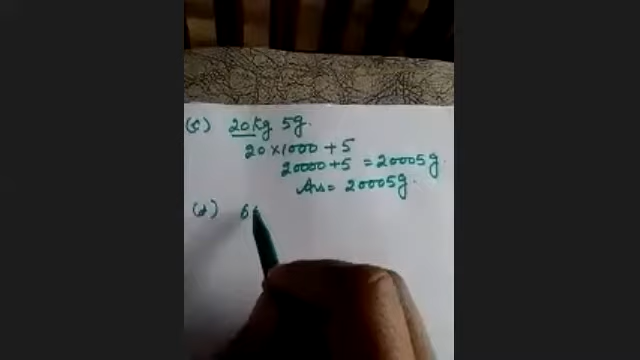 (c) 20Kg 5g.
20 × 1000 + 5
20000 + 5 = 20005g.
Ans = 20005g.
(d) 6